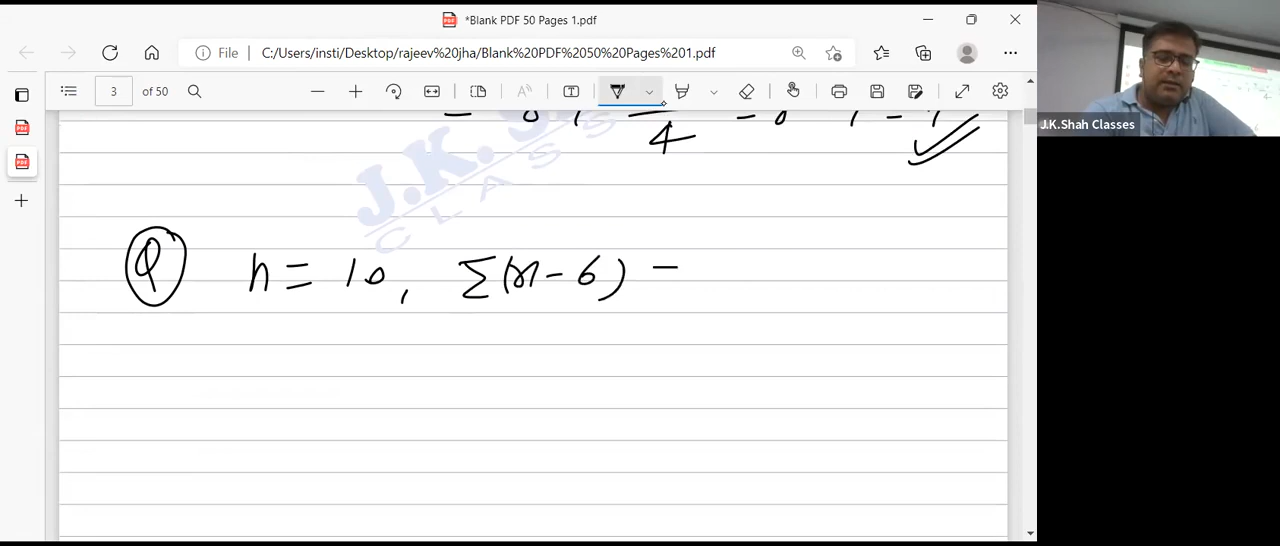 *Blank PDF 50 Pages 1.pdf
File C:/Users/insti/Desktop/rajeev%20jha/Blank%20PDF%2050%20Pages%201.pdf
3 of 50
J.K.Shah Classes
4
J.K. S
CLASS
Q n = 10, Σ(x - 6) =